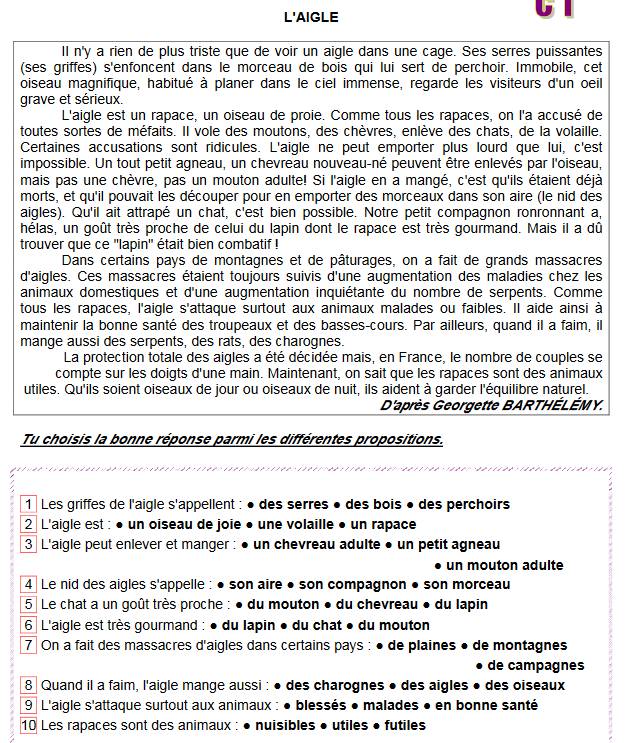 C1
L'AIGLE
Il n'y a rien de plus triste que de voir un aigle dans une cage. Ses serres puissantes
(ses griffes) s'enfoncent dans le morceau de bois qui lui sert de perchoir. Immobile, cet
oiseau magnifique, habitué à planer dans le ciel immense, regarde les visiteurs d'un oeil
grave et sérieux.
L'aigle est un rapace, un oiseau de proie. Comme tous les rapaces, on l'a accusé de
toutes sortes de méfaits. Il vole des moutons, des chèvres, enlève des chats, de la volaille.
Certaines accusations sont ridicules. L'aigle ne peut emporter plus lourd que lui, c'est
impossible. Un tout petit agneau, un chevreau nouveau-né peuvent être enlevés par l'oiseau,
mais pas une chèvre, pas un mouton adulte! Si l'aigle en a mangé, c'est qu'ils étaient déjà
morts, et qu'il pouvait les découper pour en emporter des morceaux dans son aire (le nid des
aigles). Qu'il ait attrapé un chat, c'est bien possible. Notre petit compagnon ronronnant a,
hélas, un goût très proche de celui du lapin dont le rapace est très gourmand. Mais il a dû
trouver que ce "lapin" était bien combatif !
Dans certains pays de montagnes et de pâturages, on a fait de grands massacres
d'aigles. Ces massacres étaient toujours suivis d'une augmentation des maladies chez les
animaux domestiques et d'une augmentation inquiétante du nombre de serpents. Comme
tous les rapaces, l'aigle s'attaque surtout aux animaux malades ou faibles. Il aide ainsi à
maintenir la bonne santé des troupeaux et des basses-cours. Par ailleurs, quand il a faim, il
mange aussi des serpents, des rats, des charognes.
La protection totale des aigles a été décidée mais, en France, le nombre de couples se
compte sur les doigts d'une main. Maintenant, on sait que les rapaces sont des animaux
utiles. Qu'ils soient oiseaux de jour ou oiseaux de nuit, ils aident à garder l'équilibre naturel.
D'après Georgette BARTHÉLÉMY.
Tu choisis la bonne réponse parmi les différentes propositions.
1 Les griffes de l'aigle s'appellent : ● des serres ● des bois ● des perchoirs
2 L'aigle est : ● un oiseau de joie ● une volaille ● un rapace
3 L'aigle peut enlever et manger : ● un chevreau adulte ● un petit agneau
● un mouton adulte
4 Le nid des aigles s'appelle : ● son aire ● son compagnon ● son morceau
5 Le chat a un goût très proche : ● du mouton ● du chevreau ● du lapin
6 L'aigle est très gourmand : ● du lapin ● du chat ● du mouton
7 On a fait des massacres d'aigles dans certains pays : ● de plaines ● de montagnes
● de campagnes
8 Quand il a faim, l'aigle mange aussi : ● des charognes ● des aigles ● des oiseaux
9 L'aigle s'attaque surtout aux animaux : ● blessés ● malades ● en bonne santé
10 Les rapaces sont des animaux : ● nuisibles ● utiles ● futiles